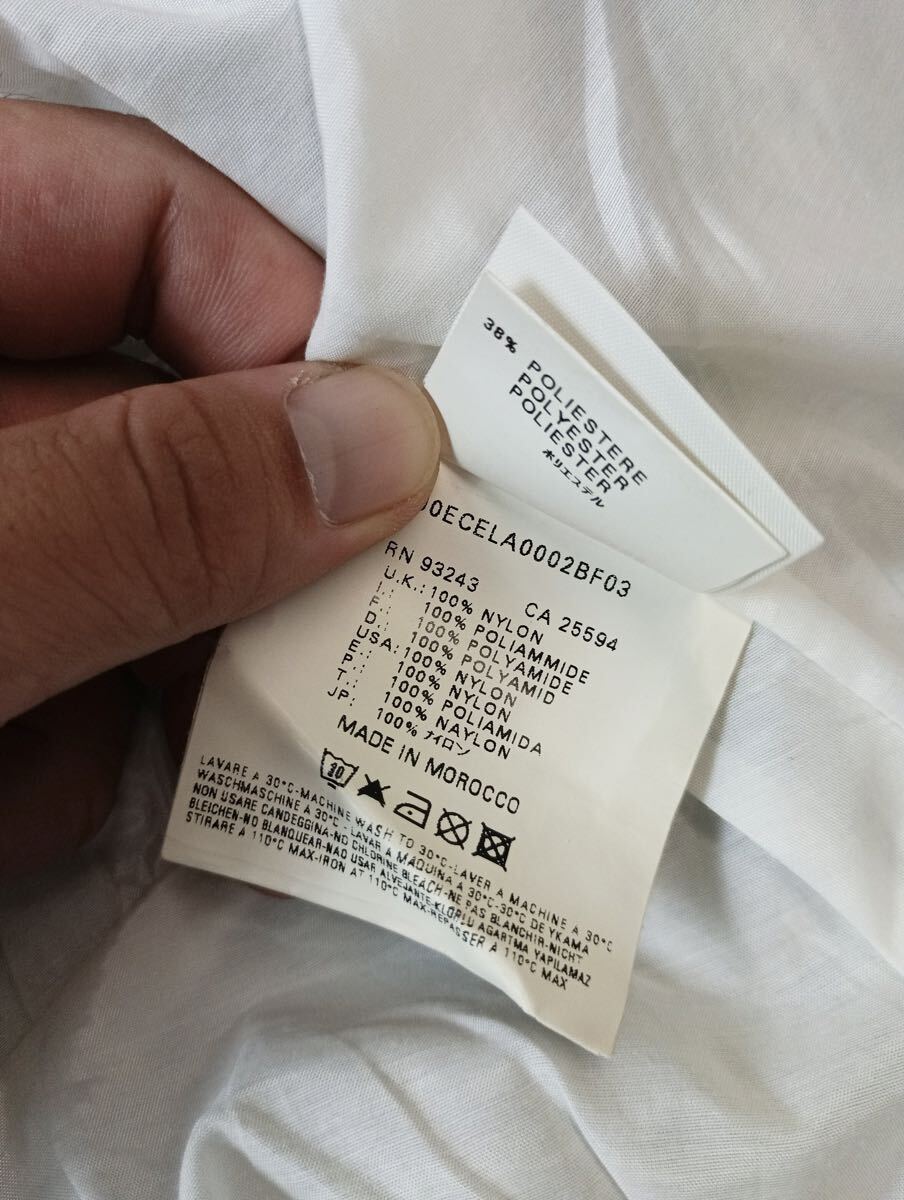 38%
POLIESTERE
POLYESTER
POLIESTER
ポリエステル
0ECELA0002BF03
RN 93243 CA 25594
U.K.: 100% NYLON
I.: 100% POLIAMMIDE
F.: 100% POLYAMIDE
D.: 100% POLYAMID
USA: 100% NYLON
E.: 100% NYLON
P.: 100% POLIAMIDA
T.: 100% NAYLON
JP: 100% ナイロン
MADE IN MOROCCO
30
LAVARE A 30°C-MACHINE WASH TO 30°C-LAVER A MACHINE A 30°C
WASCHMASCHINE A 30°C - LAVAR A MAQUINA A 30°C-30°C DE YKAMA
NON USARE CANDEGGINA-NO CHLORINE BLEACH-NE PAS BLANCHIR-NICHT
BLEICHEN-NO BLANQUEAR-NAO USAR ALVEJANTE-KLORLU AGARTMA YAPILAMAZ
STIRARE A 110°C MAX-IRON AT 110°C MAX-REPASSER A 110°C MAX